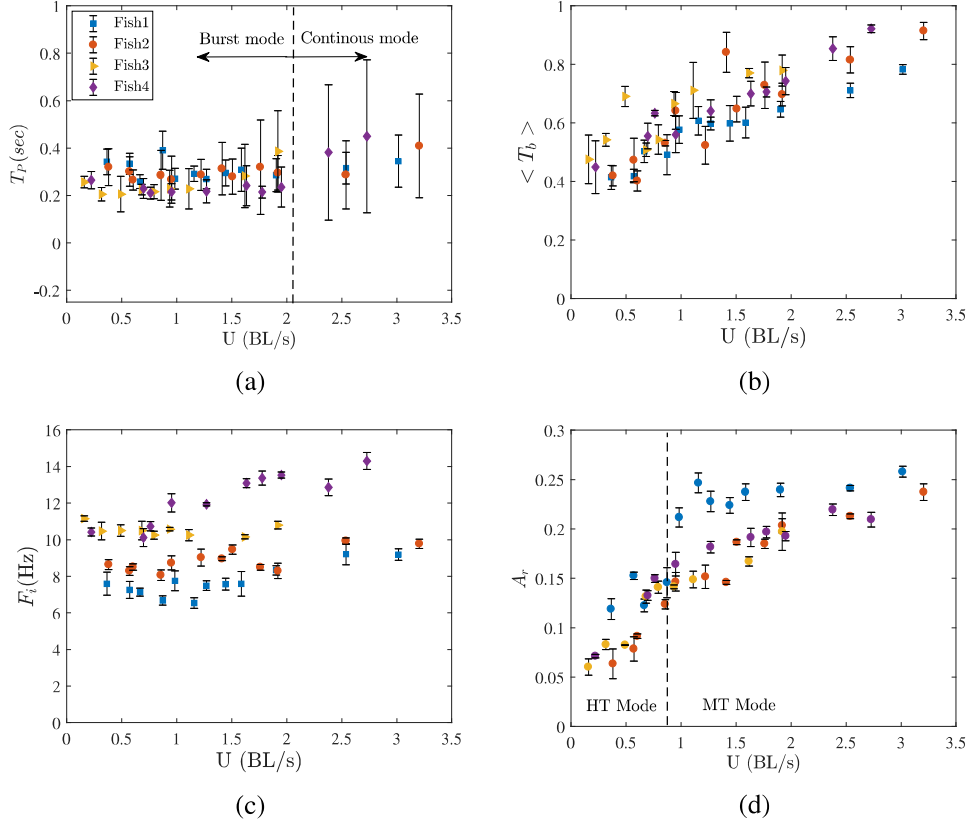 1
0.8
0.6
0.4
0.2
0
-0.2
T_P(sec)
Fish1
Fish2
Fish3
Fish4
Burst mode
Continous mode
0 0.5 1 1.5 2 2.5 3 3.5
U (BL/s)
(a)
1
0.8
0.6
0.4
0.2
0
< T_b >
0 0.5 1 1.5 2 2.5 3 3.5
U (BL/s)
(b)
16
14
12
10
8
6
4
2
0
F_i(Hz)
0 0.5 1 1.5 2 2.5 3 3.5
U (BL/s)
(c)
0.3
0.25
0.2
0.15
0.1
0.05
0
A_r
HT Mode
MT Mode
0 0.5 1 1.5 2 2.5 3 3.5
U (BL/s)
(d)